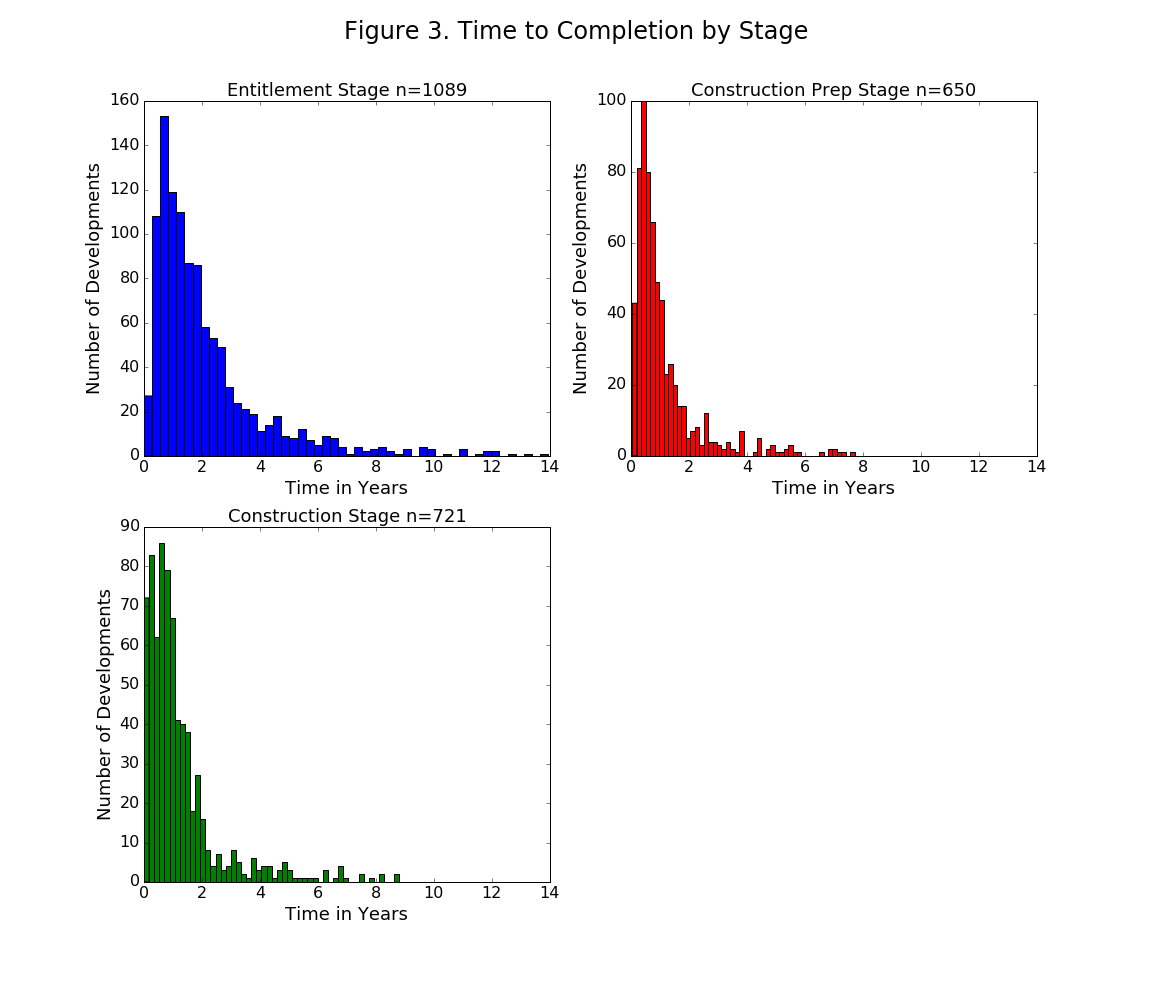 Figure 3. Time to Completion by Stage
Entitlement Stage n=1089
160
140
120
100
80
60
40
20
0
Number of Developments
0 2 4 6 8 10 12 14
Time in Years
Construction Prep Stage n=650
100
80
60
40
20
0
Number of Developments
0 2 4 6 8 10 12 14
Time in Years
Construction Stage n=721
90
80
70
60
50
40
30
20
10
0
Number of Developments
0 2 4 6 8 10 12 14
Time in Years